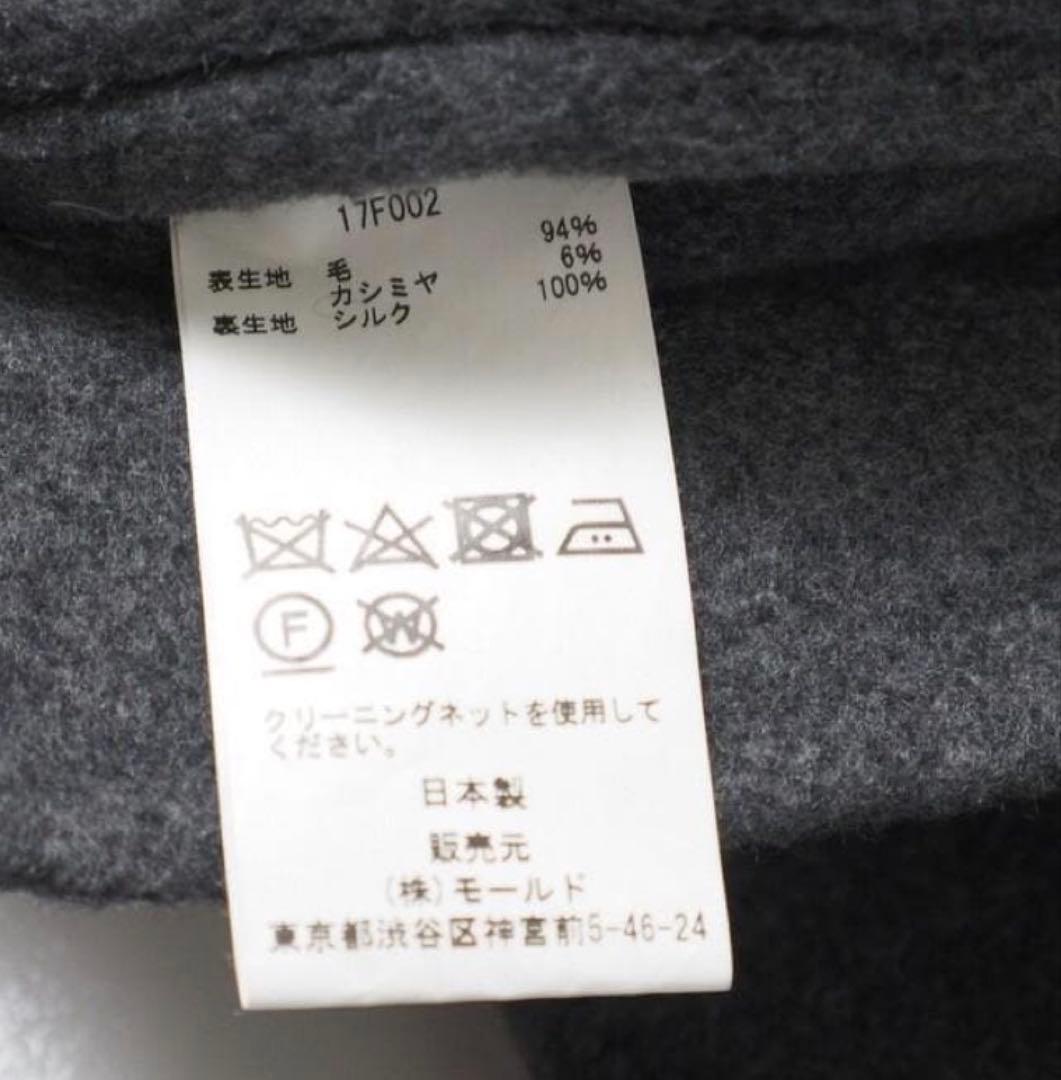 17F002
表生地 毛 94%
カシミヤ 6%
裏生地 シルク 100%
F W
クリーニングネットを使用して
ください。
日本製
販売元
(株)モールド
東京都渋谷区神宮前5-46-24